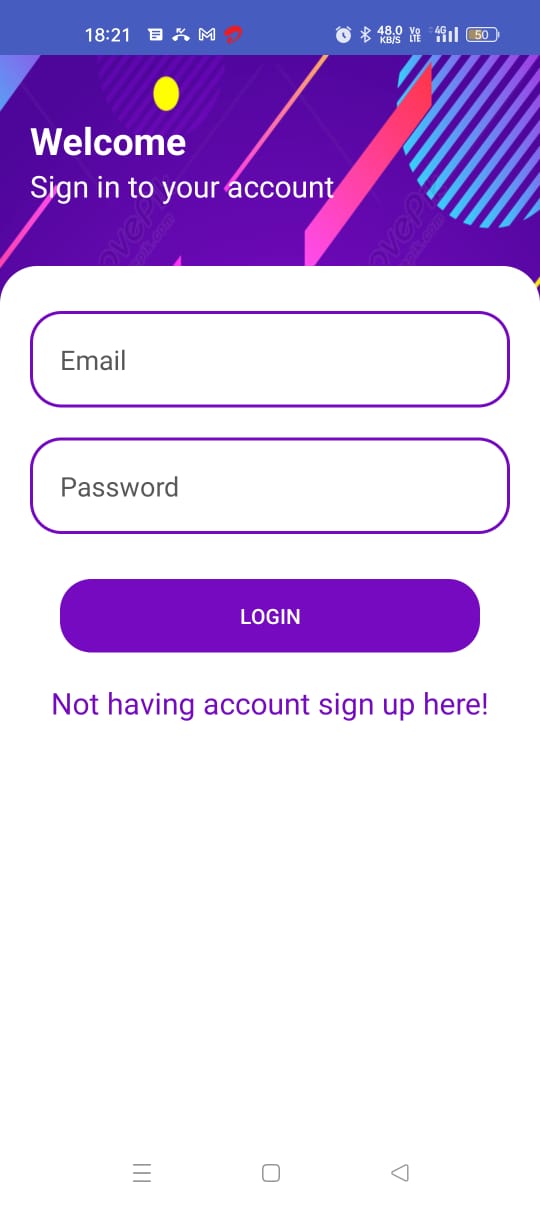 18:21 48.0 KB/S Vo LTE 4G 50
Welcome
Sign in to your account
Email
Password
LOGIN
Not having account sign up here!